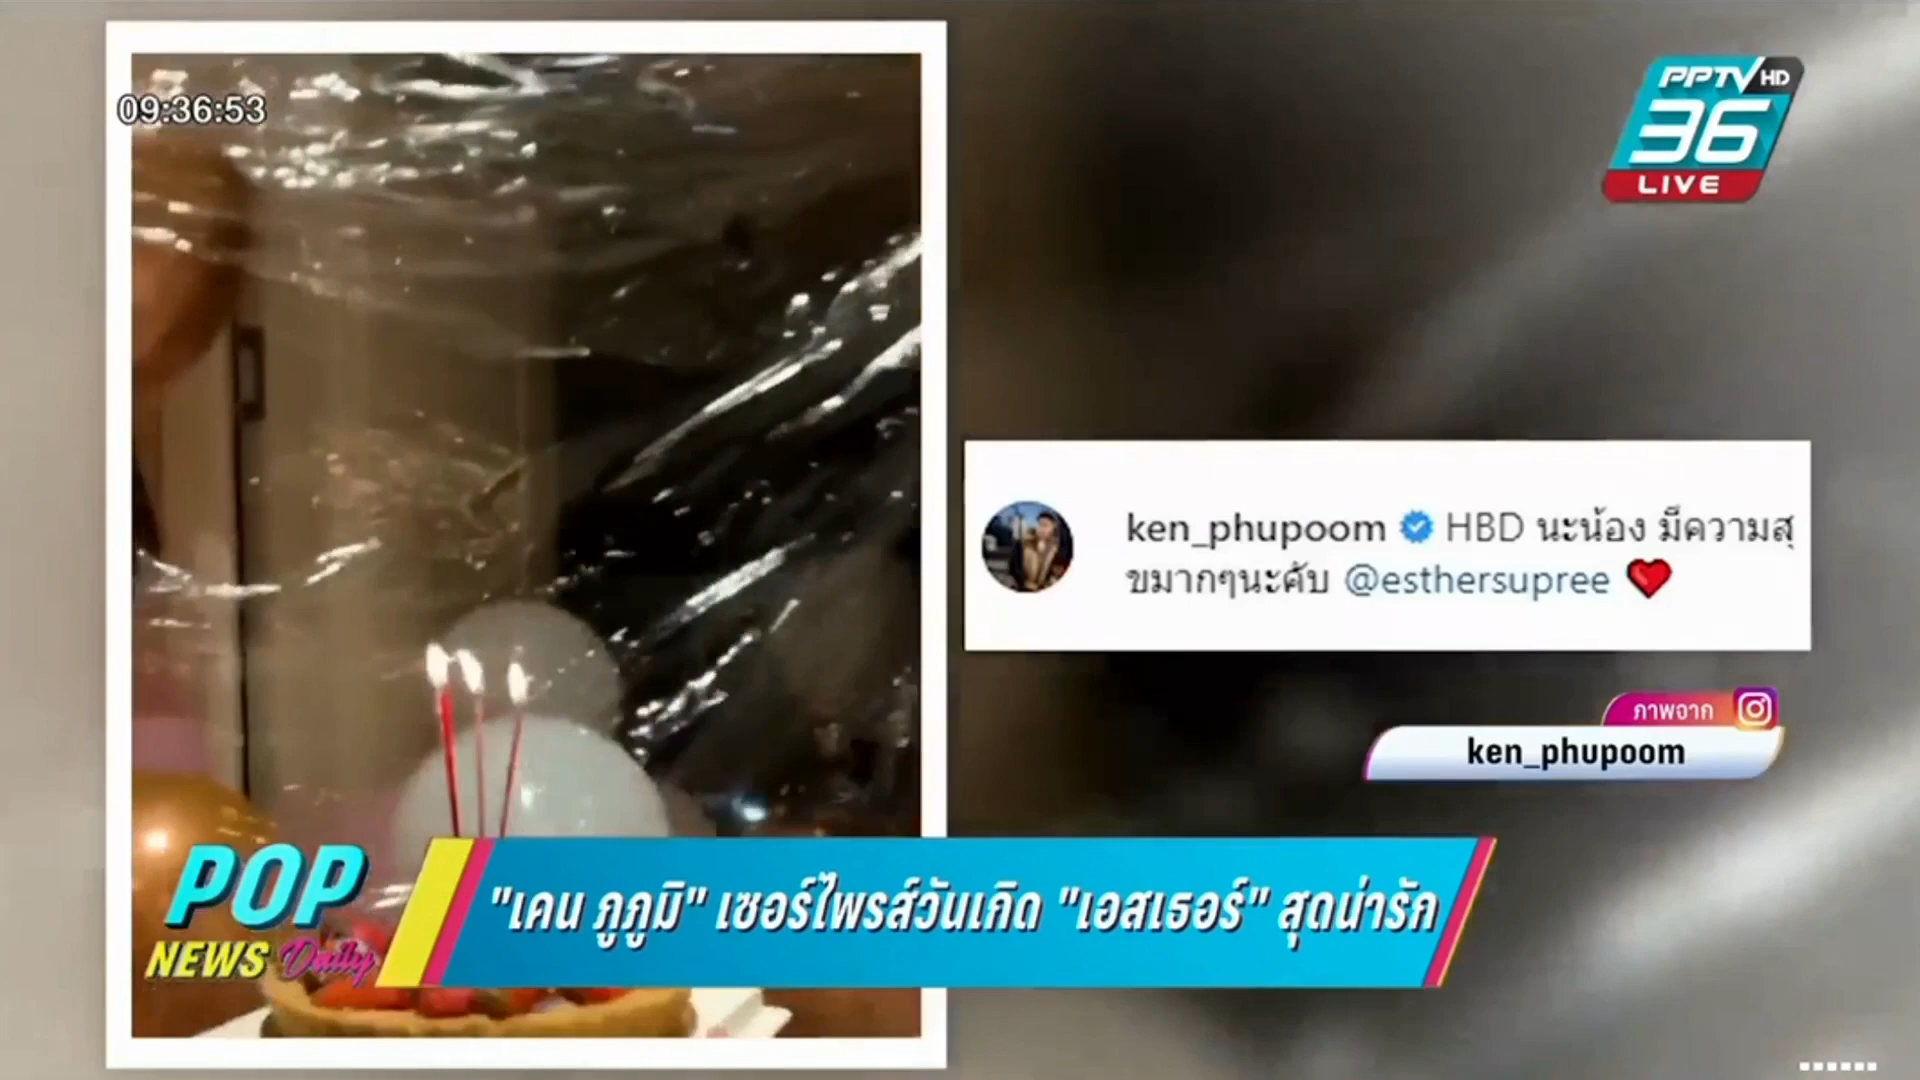 09:36:53
PPTV HD
36
LIVE
ken_phupoom HBD นะน้อง มีความสุ
ขมากๆนะคับ @esthersupree ❤
ภาพจาก
ken_phupoom
POP
NEWS Daily
"เคน ภูภูมิ" เซอร์ไพรส์วันเกิด "เอสเธอร์" สุดน่ารัก